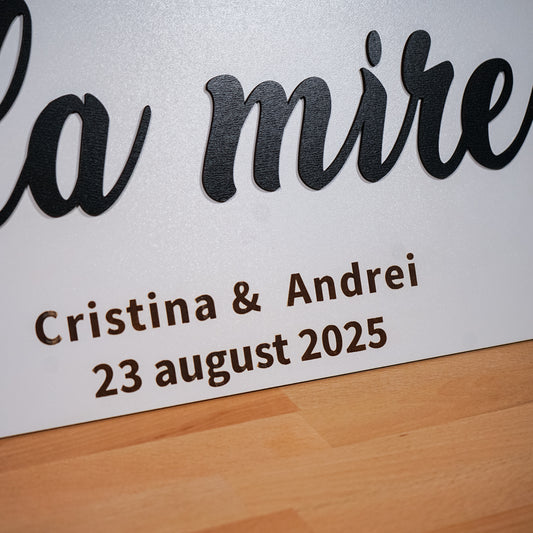 la mire
Cristina & Andrei
23 august 2025